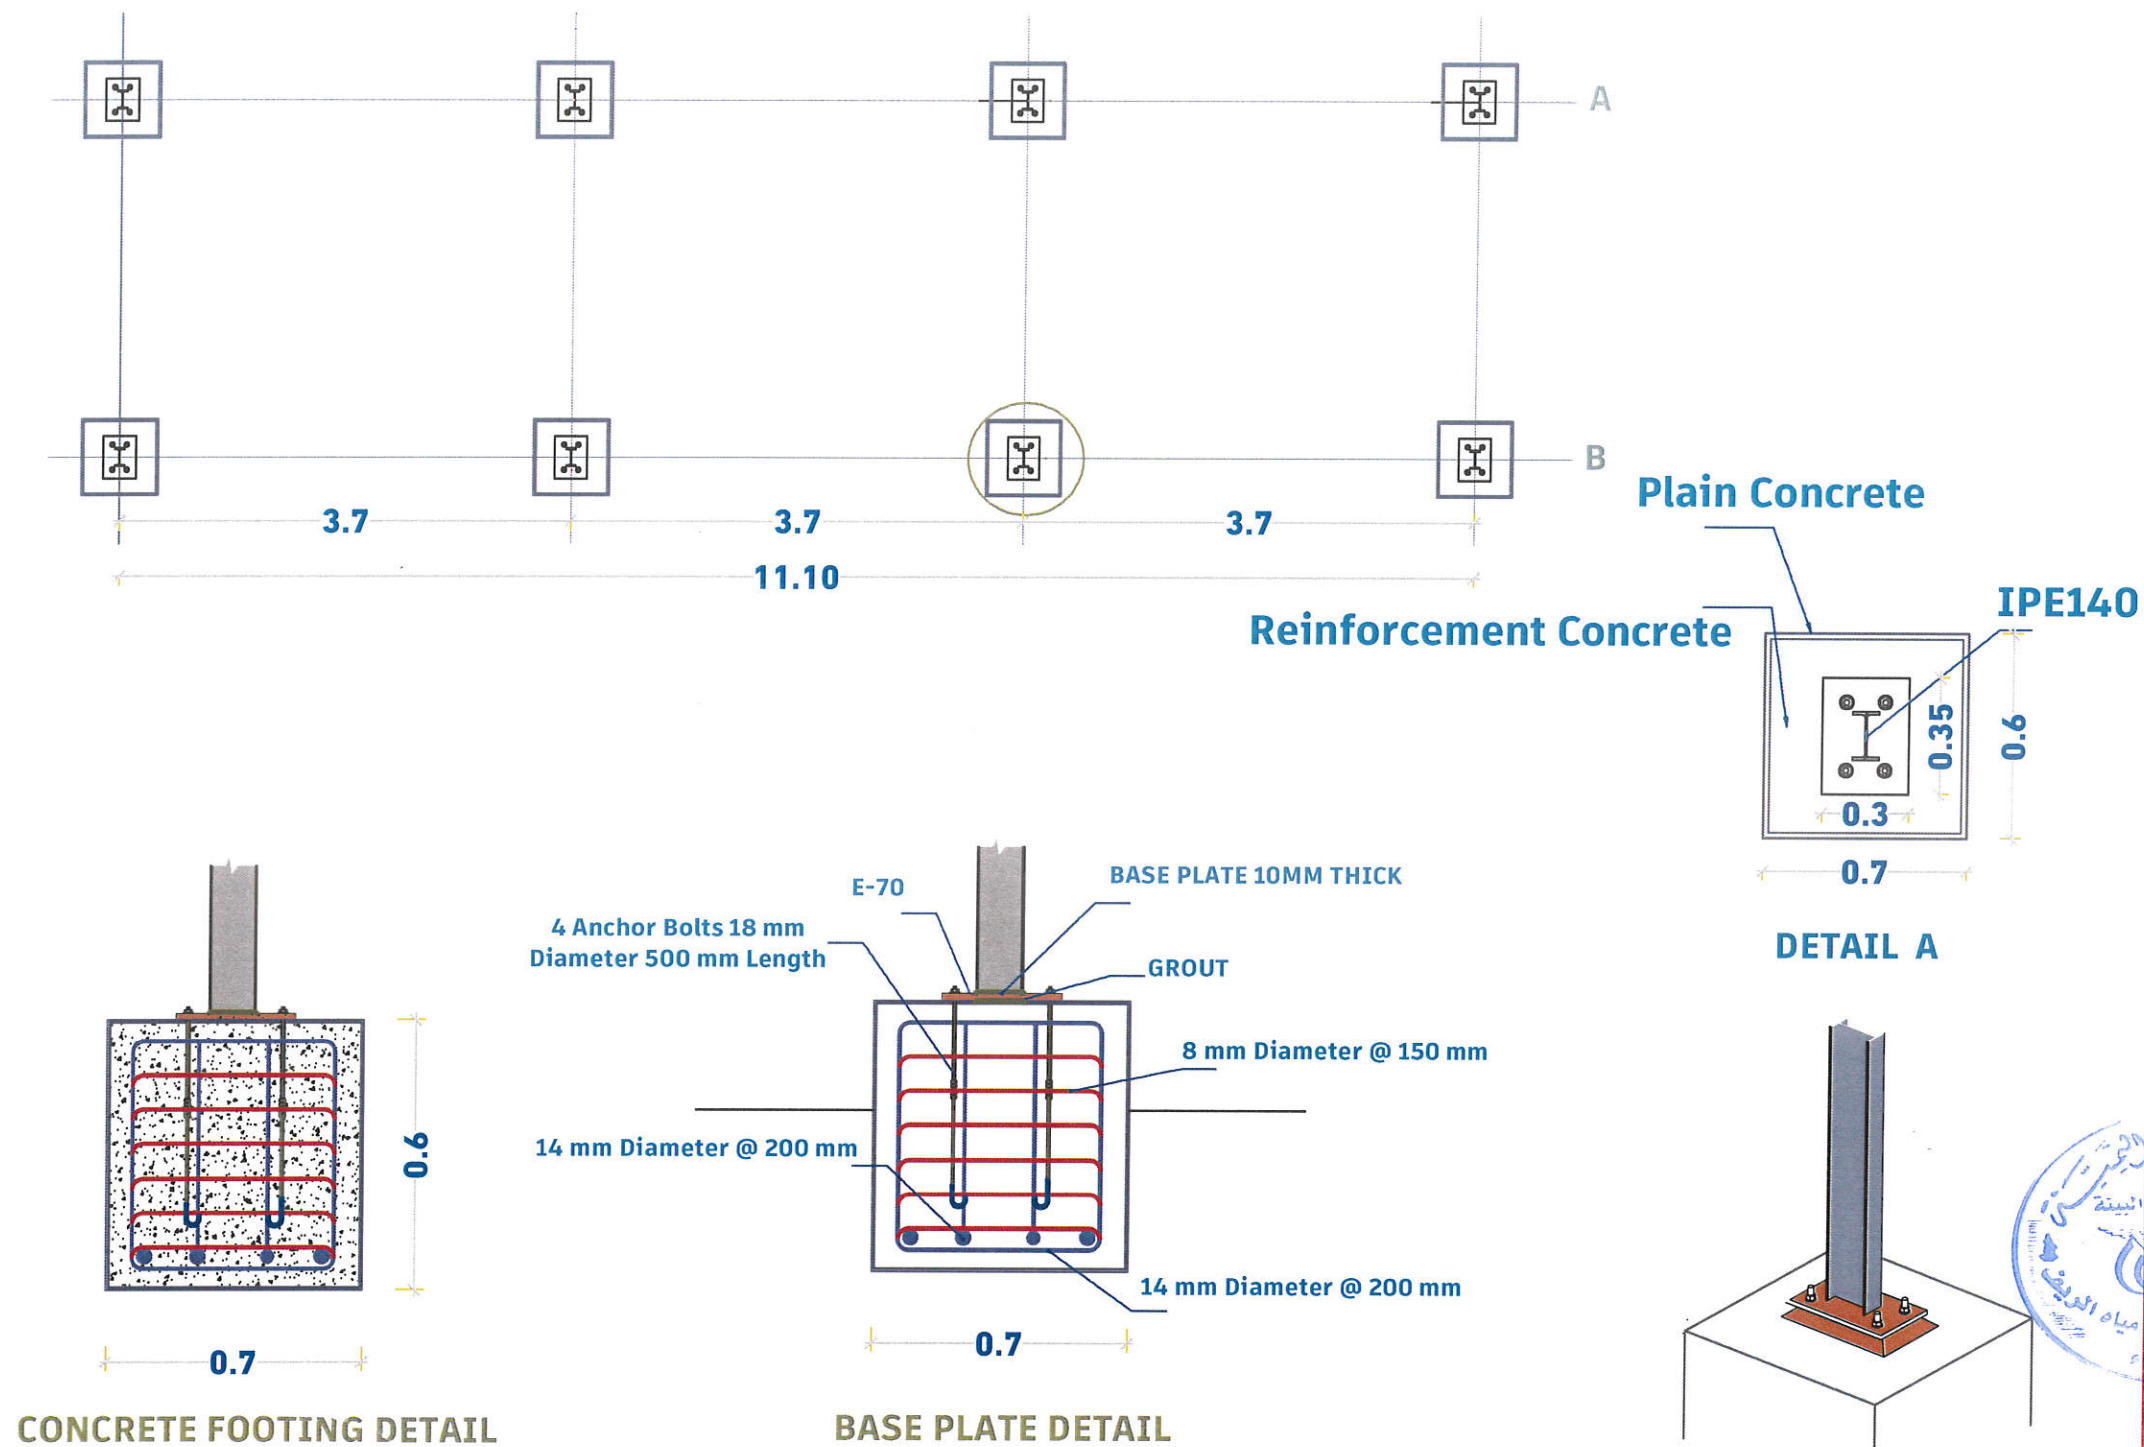 A
B
3.7
3.7
3.7
11.10
Plain Concrete
IPE140
Reinforcement Concrete
0.35
0.6
0.3
0.7
DETAIL A
E-70
BASE PLATE 10MM THICK
4 Anchor Bolts 18 mm
Diameter 500 mm Length
GROUT
8 mm Diameter @ 150 mm
14 mm Diameter @ 200 mm
0.6
14 mm Diameter @ 200 mm
0.7
0.7
CONCRETE FOOTING DETAIL
BASE PLATE DETAIL
مياه الريف